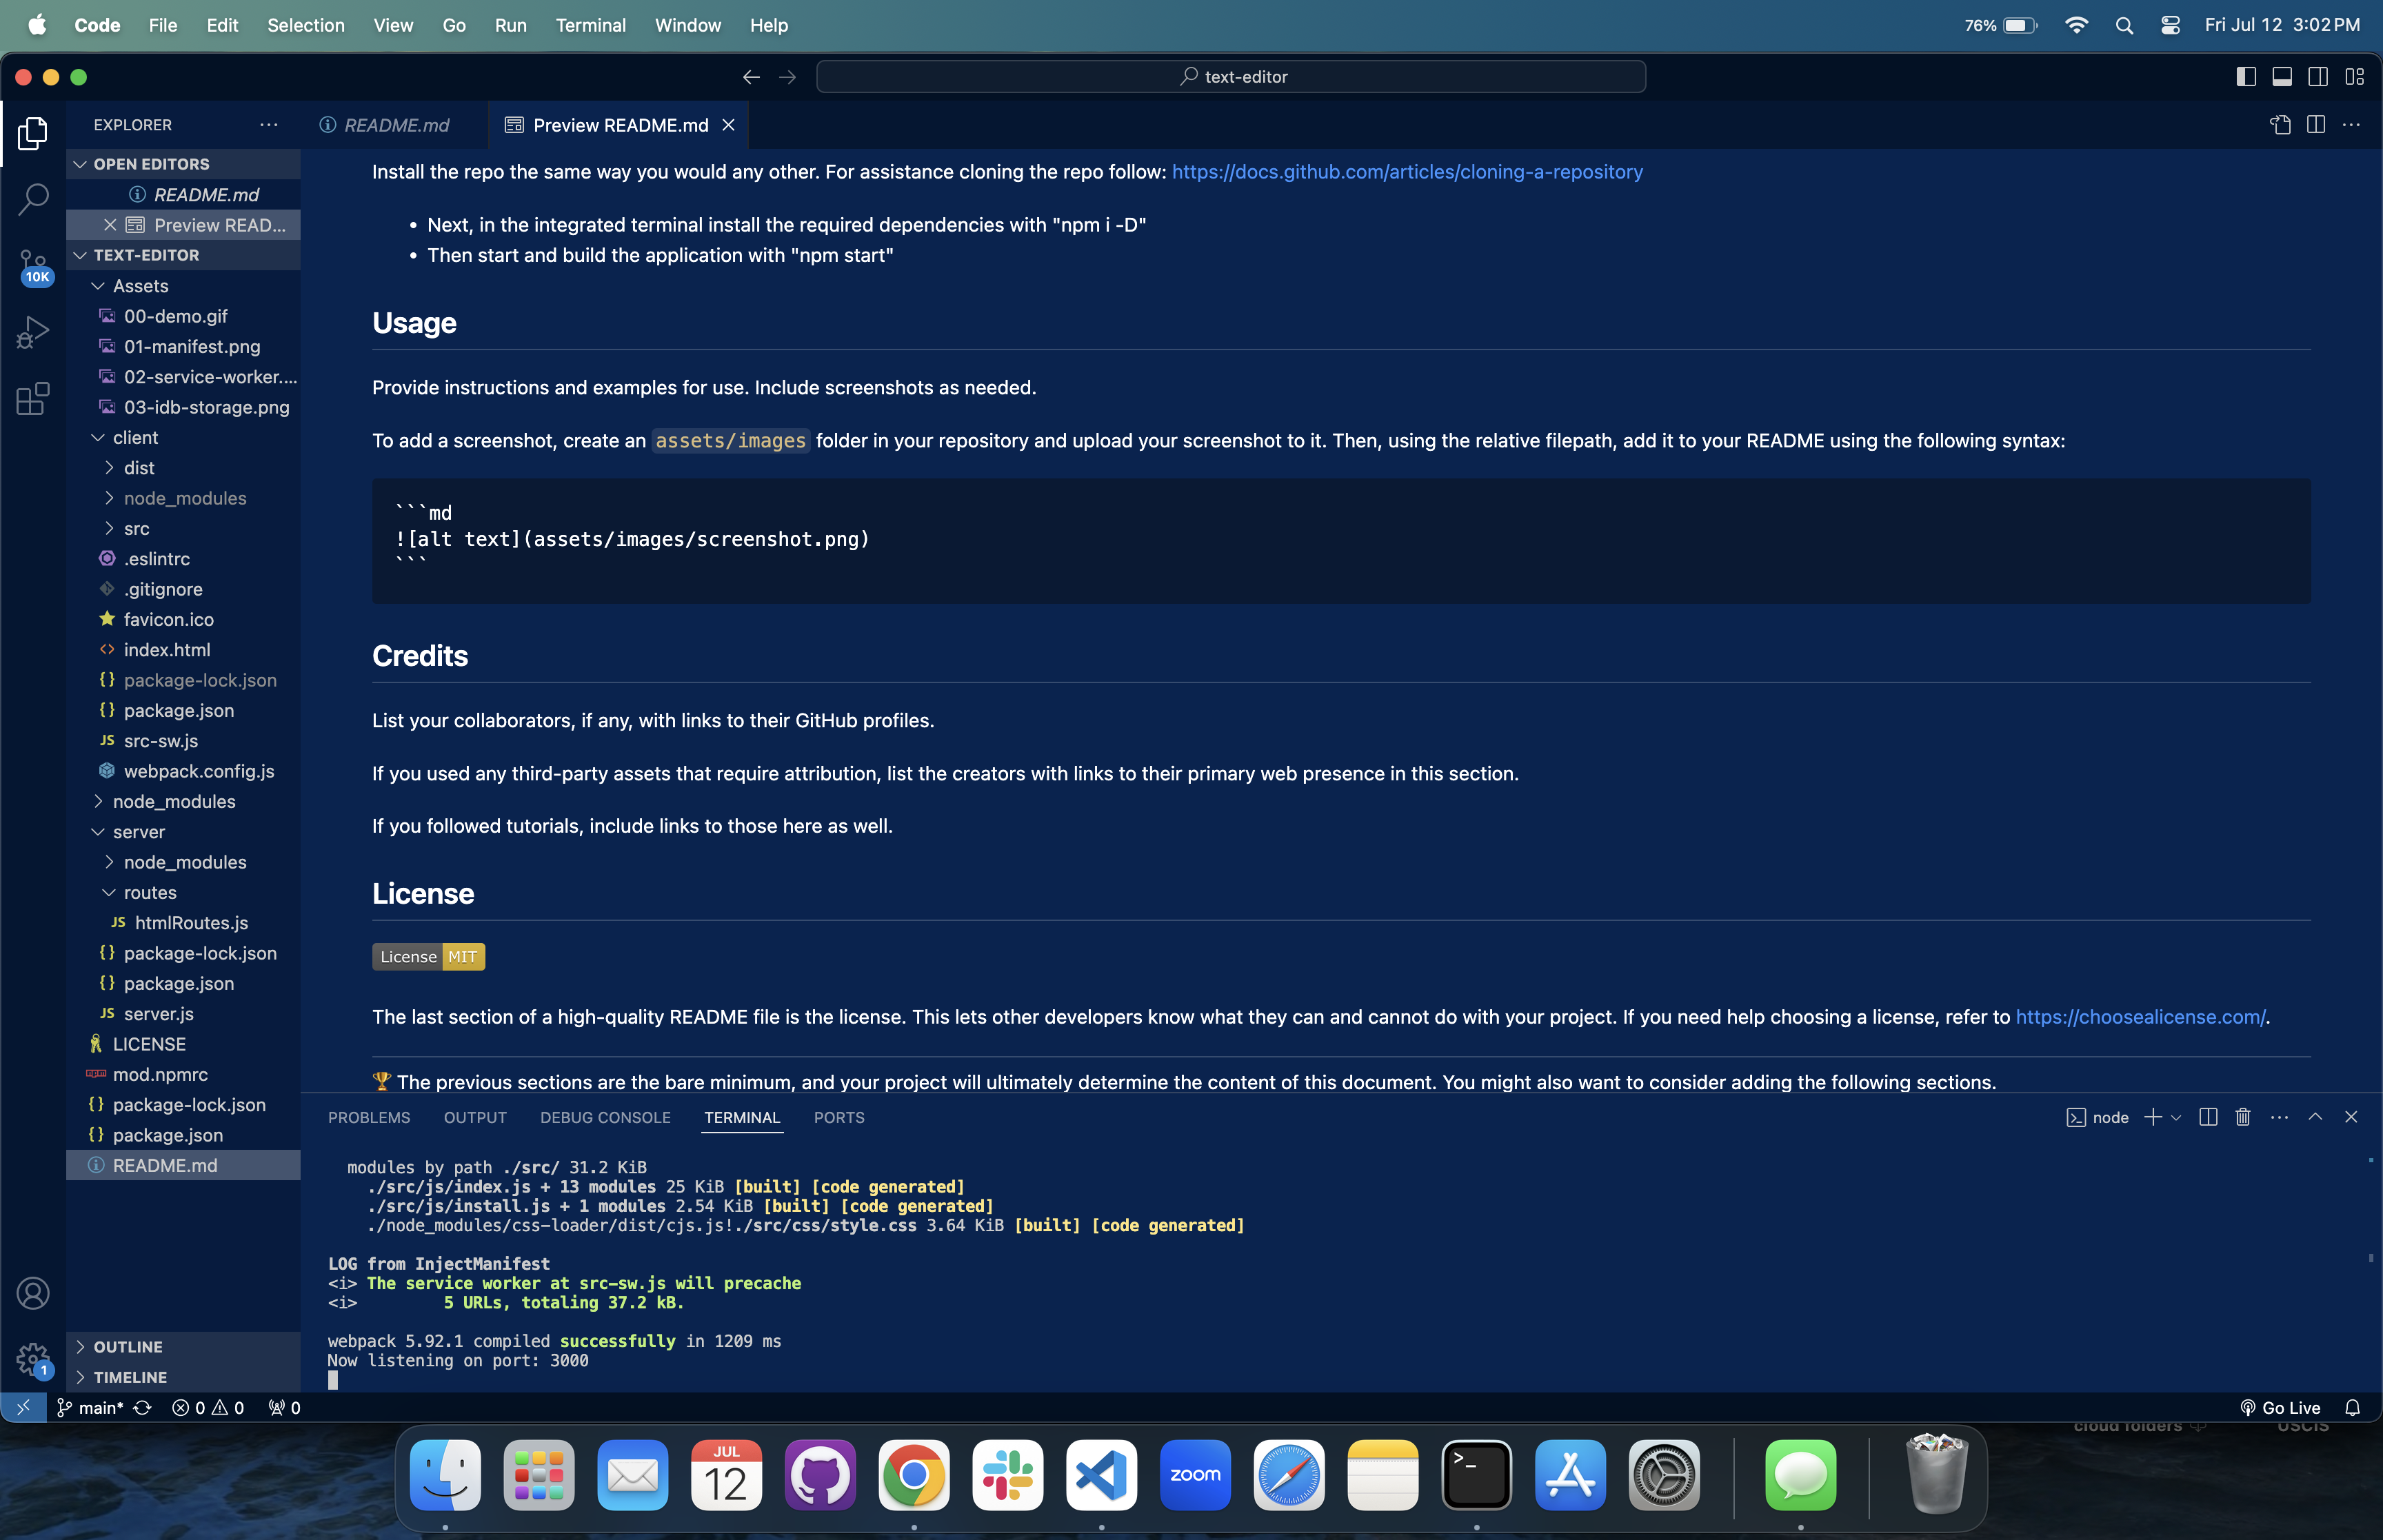 Code File Edit Selection View Go Run Terminal Window Help
76% Fri Jul 12 3:02 PM
text-editor
EXPLORER
README.md
Preview README.md
OPEN EDITORS
README.md
Preview READ...
TEXT-EDITOR
Assets
00-demo.gif
01-manifest.png
02-service-worker....
03-idb-storage.png
client
dist
node_modules
src
.eslintrc
.gitignore
favicon.ico
index.html
package-lock.json
package.json
JS src-sw.js
webpack.config.js
node_modules
server
node_modules
routes
JS htmlRoutes.js
package-lock.json
package.json
JS server.js
LICENSE
mod.npmrc
package-lock.json
package.json
README.md
OUTLINE
TIMELINE
10K
1
Install the repo the same way you would any other. For assistance cloning the repo follow: https://docs.github.com/articles/cloning-a-repository
• Next, in the integrated terminal install the required dependencies with "npm i -D"
• Then start and build the application with "npm start"
Usage
Provide instructions and examples for use. Include screenshots as needed.
To add a screenshot, create an assets/images folder in your repository and upload your screenshot to it. Then, using the relative filepath, add it to your README using the following syntax:
```md
![alt text](assets/images/screenshot.png)
```
Credits
List your collaborators, if any, with links to their GitHub profiles.
If you used any third-party assets that require attribution, list the creators with links to their primary web presence in this section.
If you followed tutorials, include links to those here as well.
License
License MIT
The last section of a high-quality README file is the license. This lets other developers know what they can and cannot do with your project. If you need help choosing a license, refer to https://choosealicense.com/.
🏆 The previous sections are the bare minimum, and your project will ultimately determine the content of this document. You might also want to consider adding the following sections.
PROBLEMS OUTPUT DEBUG CONSOLE TERMINAL PORTS
node
modules by path ./src/ 31.2 KiB
./src/js/index.js + 13 modules 25 KiB [built] [code generated]
./src/js/install.js + 1 modules 2.54 KiB [built] [code generated]
./node_modules/css-loader/dist/cjs.js!./src/css/style.css 3.64 KiB [built] [code generated]
LOG from InjectManifest
<i> The service worker at src-sw.js will precache
<i> 5 URLs, totaling 37.2 kB.
webpack 5.92.1 compiled successfully in 1209 ms
Now listening on port: 3000
main* 0 0 0
Go Live
cloud folders
USCIS
JUL
12
zoom
>_